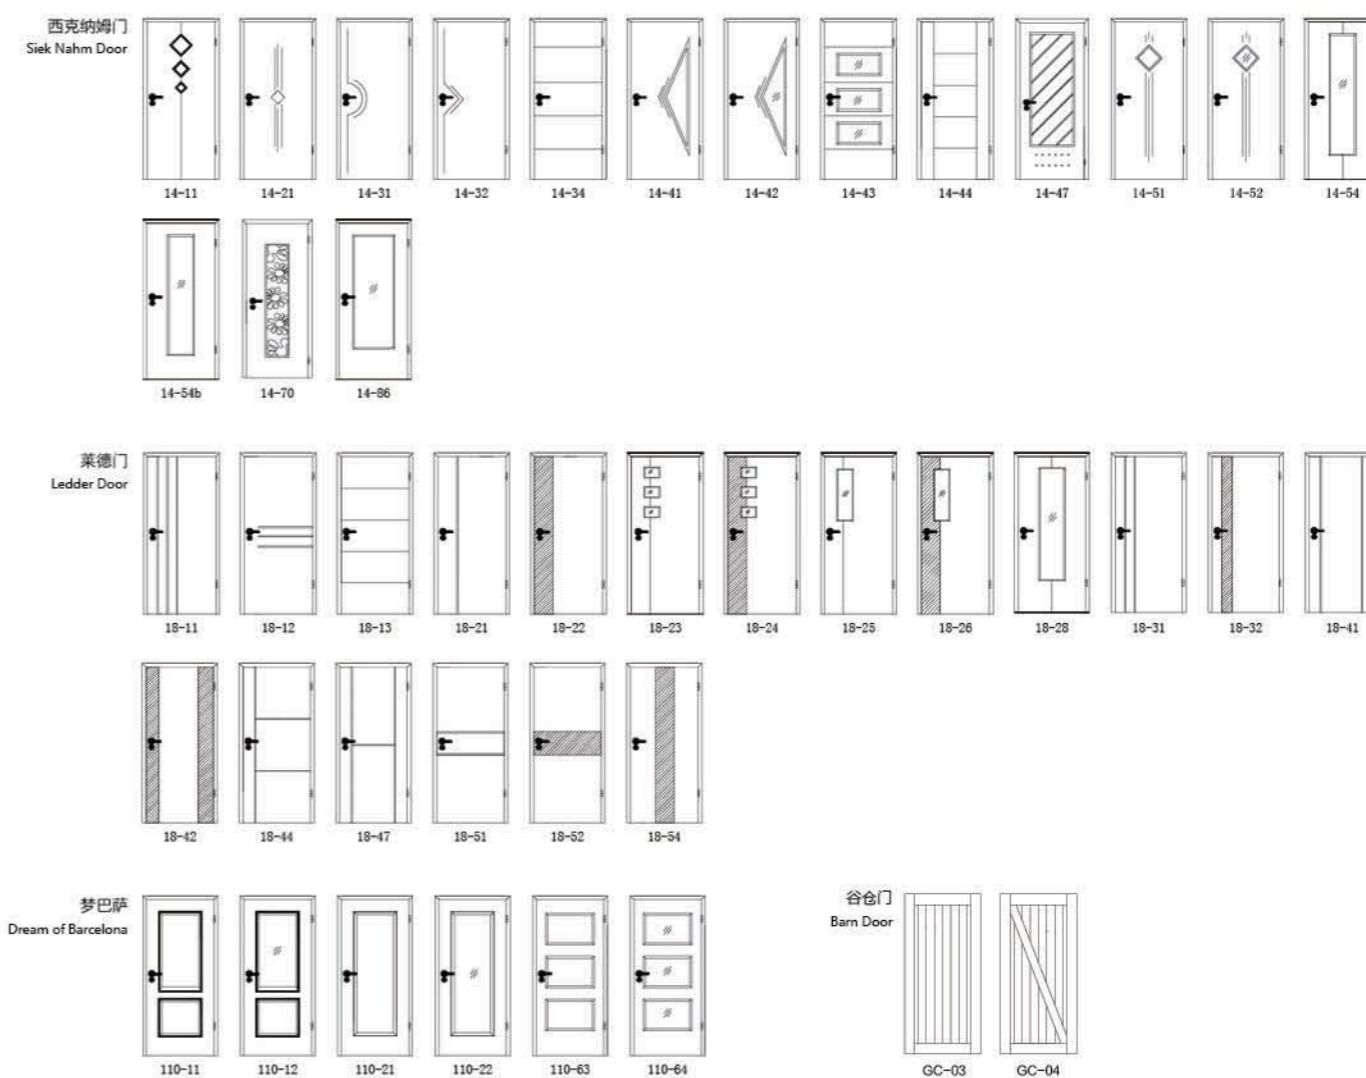 西克纳姆门
Siek Nahm Door
14-11 14-21 14-31 14-32 14-34 14-41 14-42 14-43 14-44 14-47 14-51 14-52 14-54
14-54b 14-70 14-86
莱德门
Ledder Door
18-11 18-12 18-13 18-21 18-22 18-23 18-24 18-25 18-26 18-28 18-31 18-32 18-41
18-42 18-44 18-47 18-51 18-52 18-54
梦巴萨
Dream of Barcelona
110-11 110-12 110-21 110-22 110-63 110-64
谷仓门
Barn Door
GC-03 GC-04